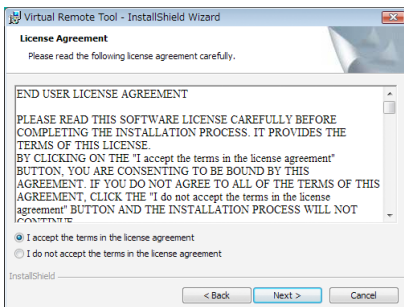 Virtual Remote Tool - InstallShield Wizard
License Agreement
Please read the following license agreement carefully.
END USER LICENSE AGREEMENT
PLEASE READ THIS SOFTWARE LICENSE CAREFULLY BEFORE
COMPLETING THE INSTALLATION PROCESS. IT PROVIDES THE
TERMS OF THIS LICENSE.
BY CLICKING ON THE "I accept the terms in the license agreement"
BUTTON, YOU ARE CONSENTING TO BE BOUND BY THIS
AGREEMENT. IF YOU DO NOT AGREE TO ALL OF THE TERMS OF THIS
AGREEMENT, CLICK THE "I do not accept the terms in the license
agreement" BUTTON AND THE INSTALLATION PROCESS WILL NOT
CONTINUE
I accept the terms in the license agreement
I do not accept the terms in the license agreement
InstallShield
< Back Next > Cancel